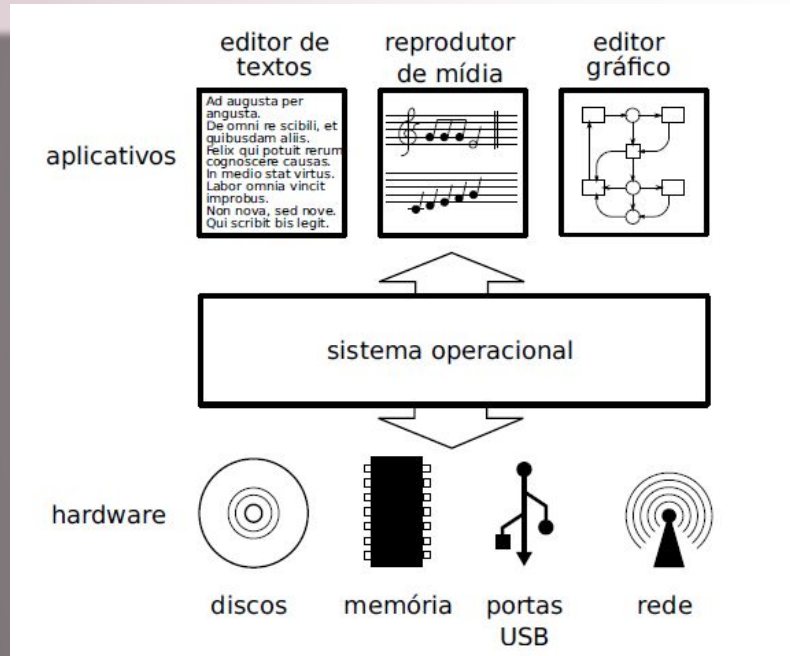 editor de
textos
reprodutor
de mídia
editor
gráfico
aplicativos
Ad augusta per
angusta.
De omni re scibili, et
quibusdam aliis.
Felix qui potuit rerum
cognoscere causas.
In medio stat virtus.
Labor omnia vincit
improbus.
Non nova, sed nove.
Qui scribit bis legit.
sistema operacional
hardware
discos
memória
portas
USB
rede